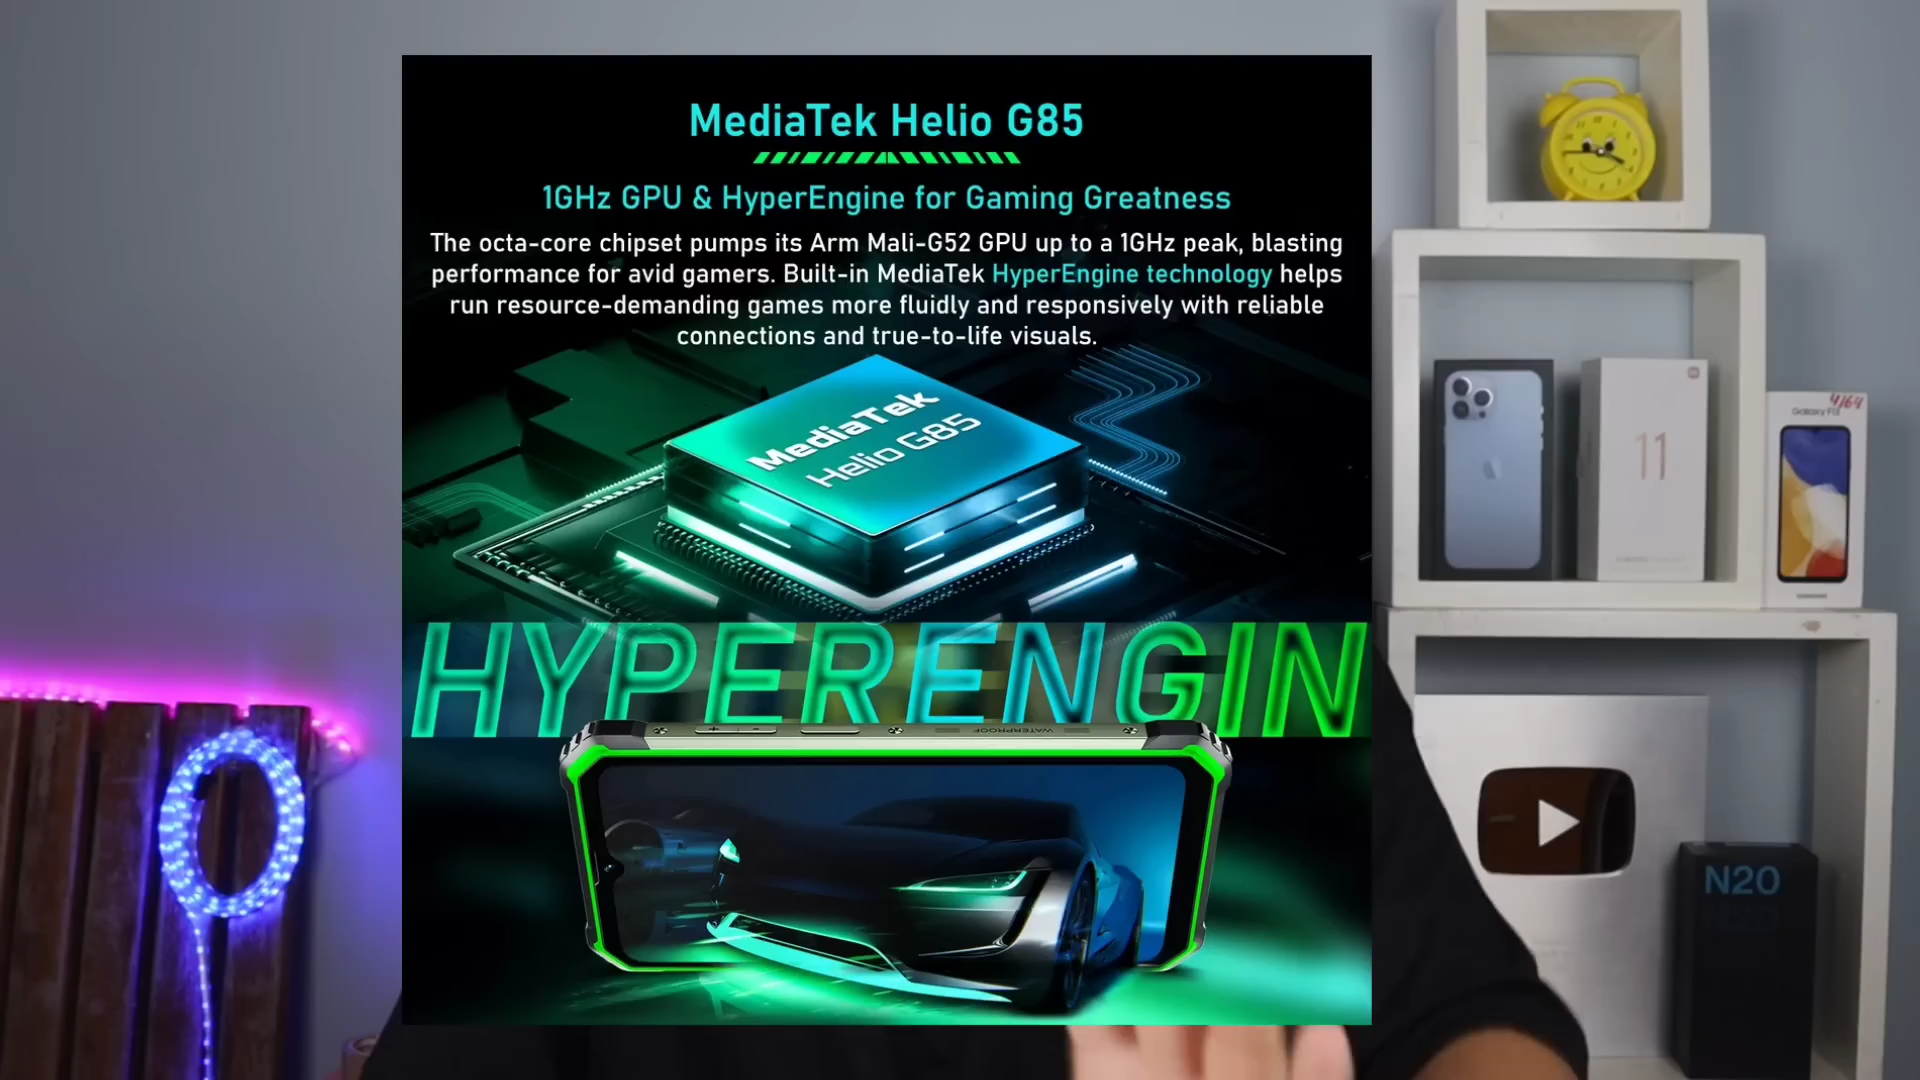 MediaTek Helio G85
1GHz GPU & HyperEngine for Gaming Greatness
The octa-core chipset pumps its Arm Mali-G52 GPU up to a 1GHz peak, blasting
performance for avid gamers. Built-in MediaTek HyperEngine technology helps
run resource-demanding games more fluidly and responsively with reliable
connections and true-to-life visuals.
MediaTek
Helio G85
HYPERENGIN
WATERPROOF
11
4/64
N20